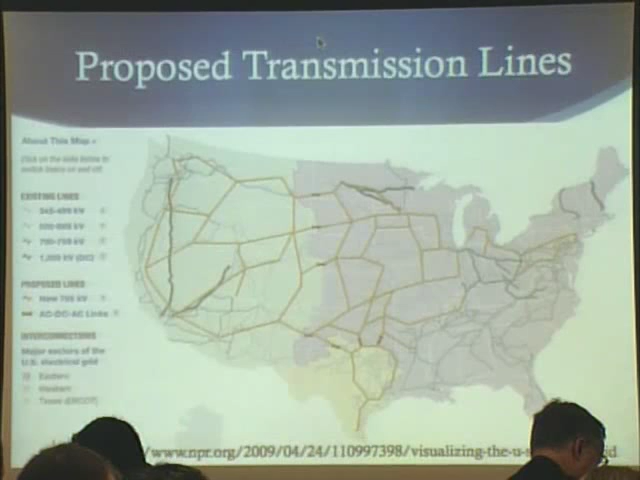 Proposed Transmission Lines
About This Map
EXISTING LINES
345-499 kV
500-699 kV
700-799 kV
1,000 kV (DC)
PROPOSED LINES
New 765 kV
AC-DC-AC Links
INTERCONNECTIONS
Major sectors of the
U.S. electrical grid
Eastern
Western
Texas (ERCOT)
/www.npr.org/2009/04/24/110997398/visualizing-the-u-s